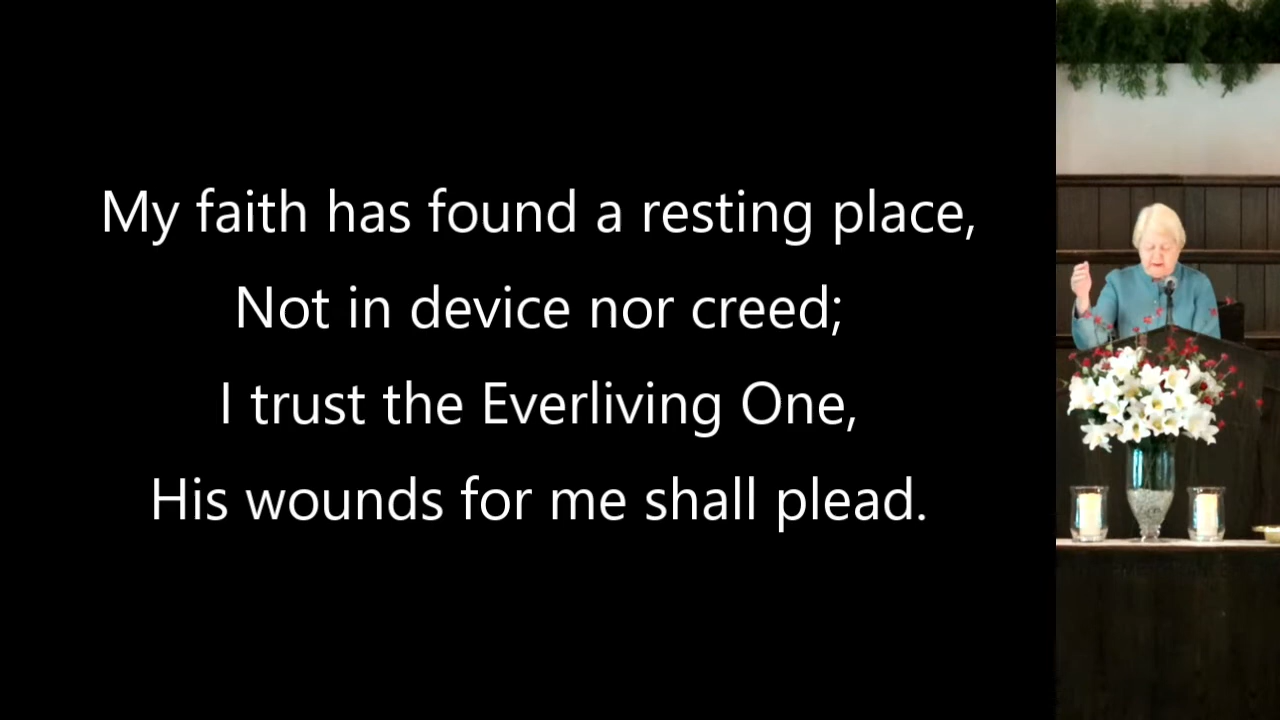 My faith has found a resting place,
Not in device nor creed;
I trust the Everliving One,
His wounds for me shall plead.